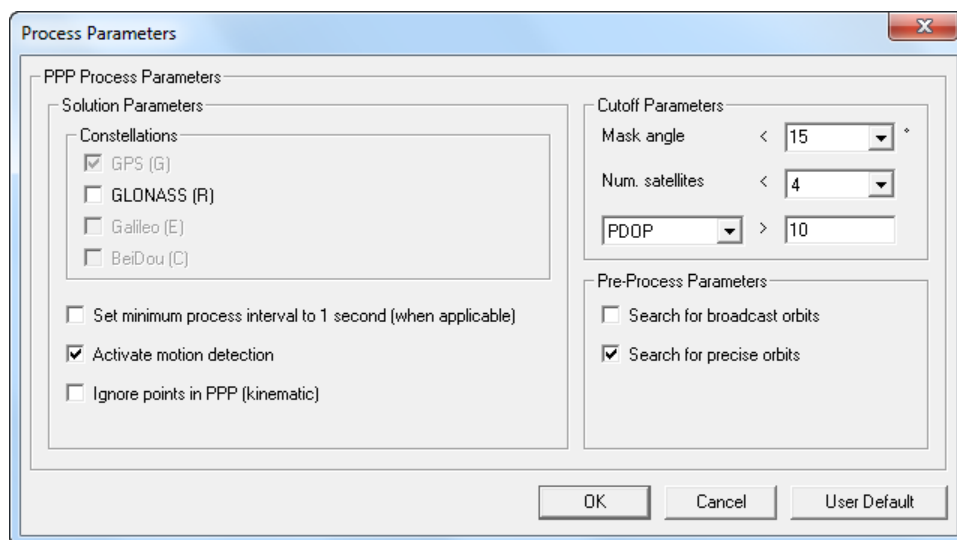 Process Parameters
PPP Process Parameters
Solution Parameters
Constellations
GPS (G)
GLONASS (R)
Galileo (E)
BeiDou (C)
Set minimum process interval to 1 second (when applicable)
Activate motion detection
Ignore points in PPP (kinematic)
Cutoff Parameters
Mask angle < 15 °
Num. satellites < 4
PDOP > 10
Pre-Process Parameters
Search for broadcast orbits
Search for precise orbits
OK Cancel User Default